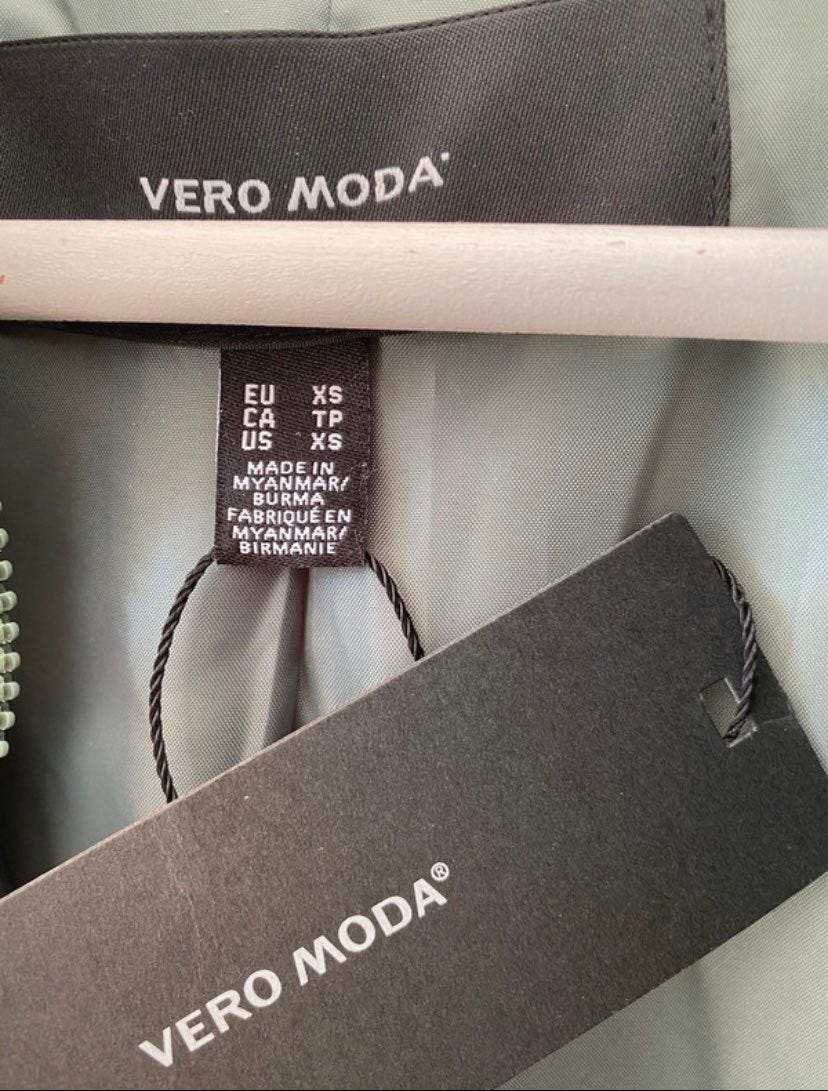 VERO MODA
EU XS
CA TP
US XS
MADE IN
MYANMAR/
BURMA
FABRIQUÉ EN
MYANMAR/
BIRMANIE
VERO MODA®